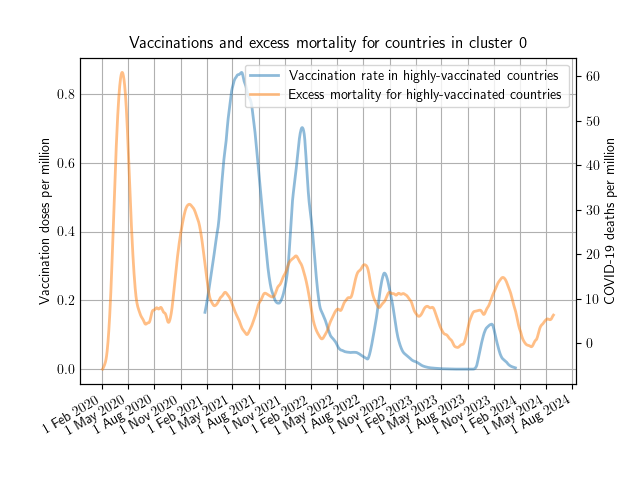 Vaccinations and excess mortality for countries in cluster 0
Vaccination rate in highly-vaccinated countries
Excess mortality for highly-vaccinated countries
Vaccination doses per million
0.8
0.6
0.4
0.2
0.0
COVID-19 deaths per million
60
50
40
30
20
10
0
1 Feb 2020
1 May 2020
1 Aug 2020
1 Nov 2020
1 Feb 2021
1 May 2021
1 Aug 2021
1 Nov 2021
1 Feb 2022
1 May 2022
1 Aug 2022
1 Nov 2022
1 Feb 2023
1 May 2023
1 Aug 2023
1 Nov 2023
1 Feb 2024
1 May 2024
1 Aug 2024